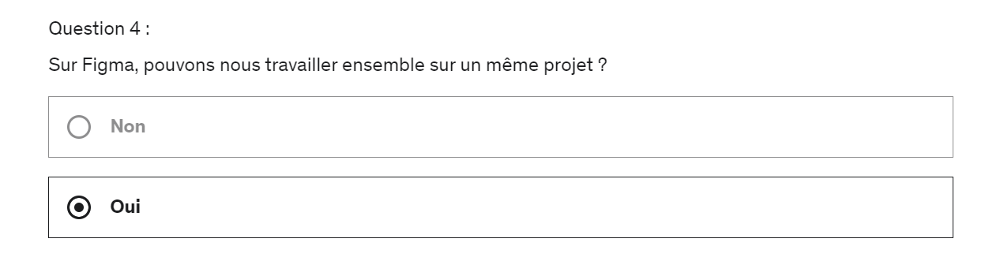 Question 4 :
Sur Figma, pouvons nous travailler ensemble sur un même projet ?
Non
Oui